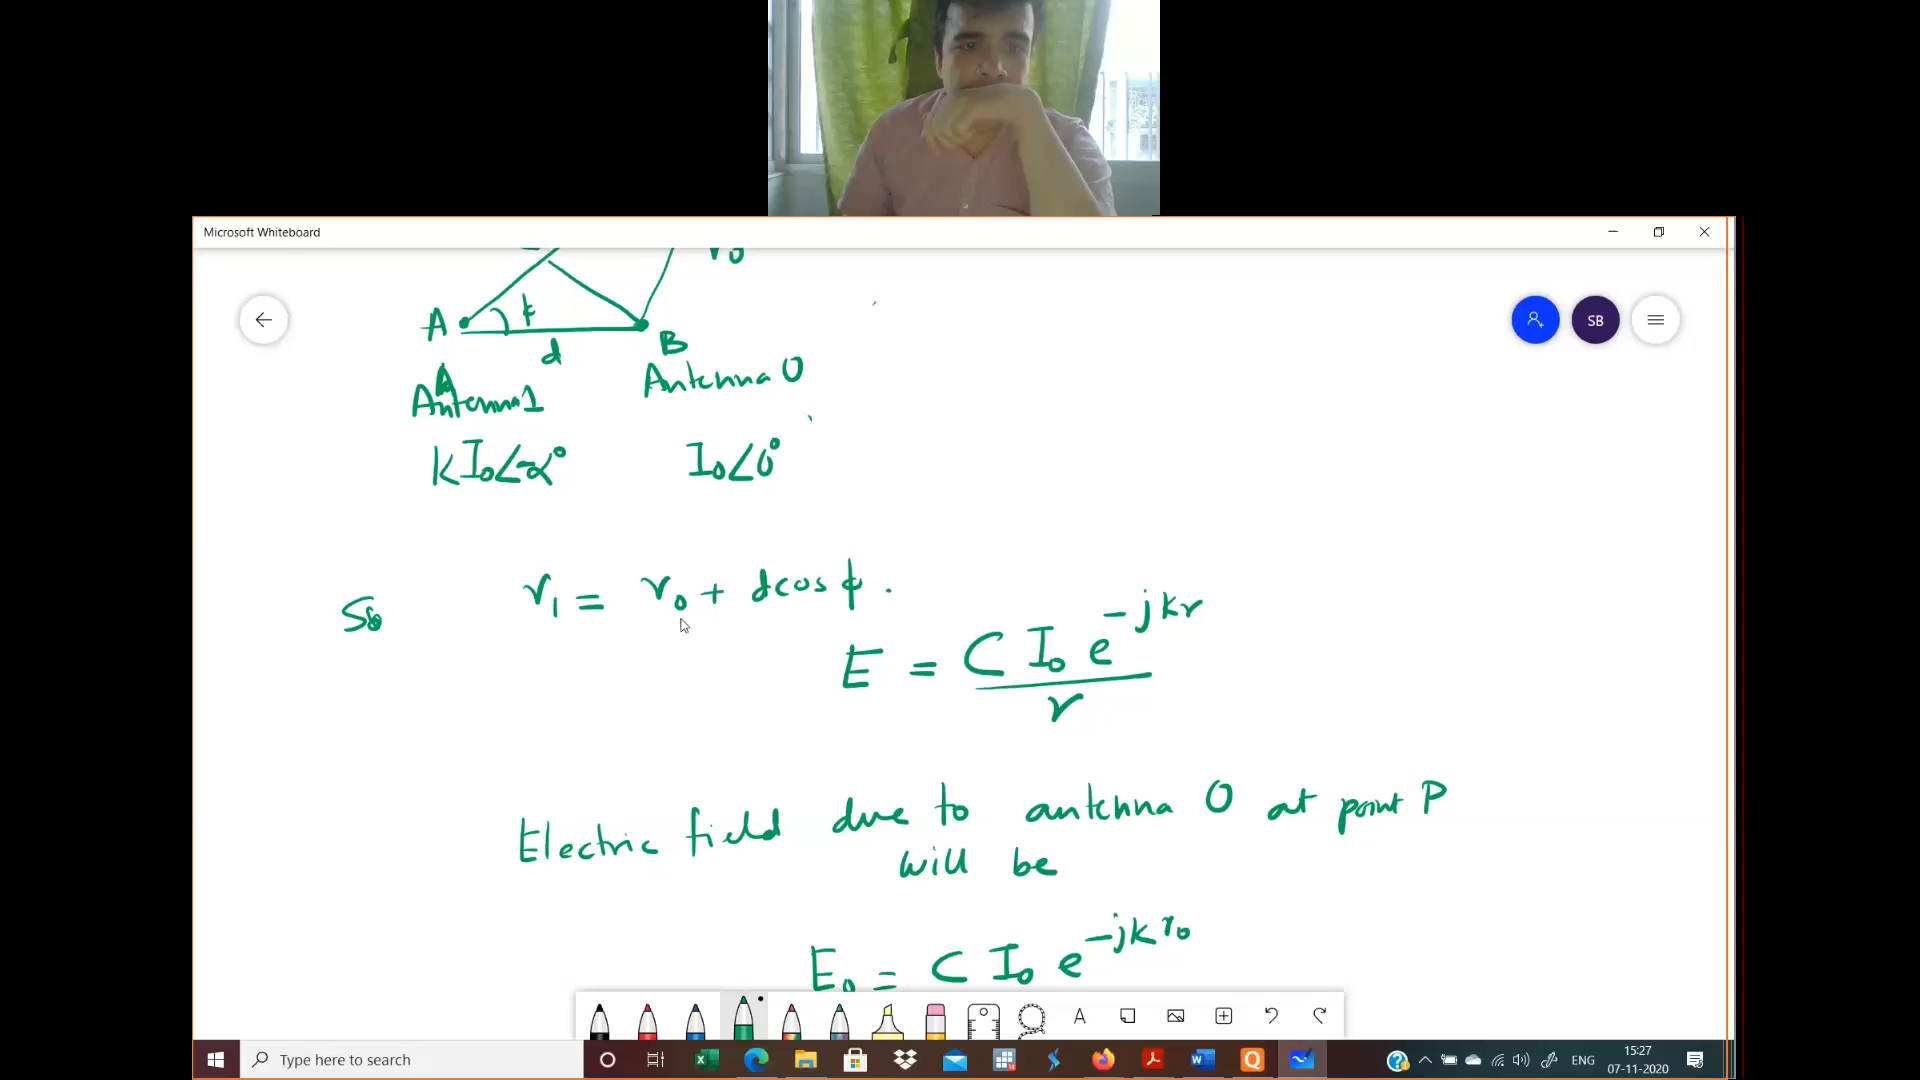 Microsoft Whiteboard
r0
A
ϕ
d
B
Antenna 1
Antenna 0
kI0∠-α°
I0∠0°
SB
So r1 = r0 + dcos ϕ.
E = C I0 e^-jkr
r
Electric field due to antenna 0 at point P
will be
E0 = C I0 e^-jkr0
A
Type here to search
ENG
15:27
07-11-2020